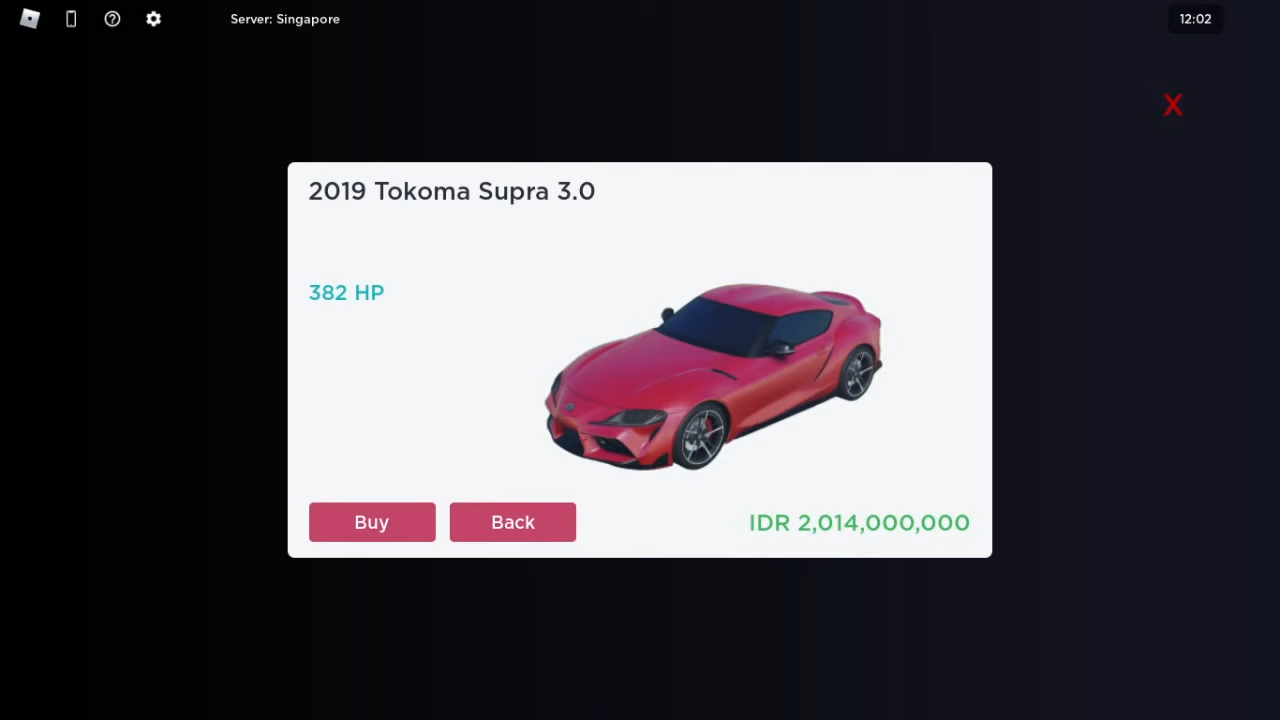 Server: Singapore
12:02
X
2019 Tokoma Supra 3.0
382 HP
Buy
Back
IDR 2,014,000,000